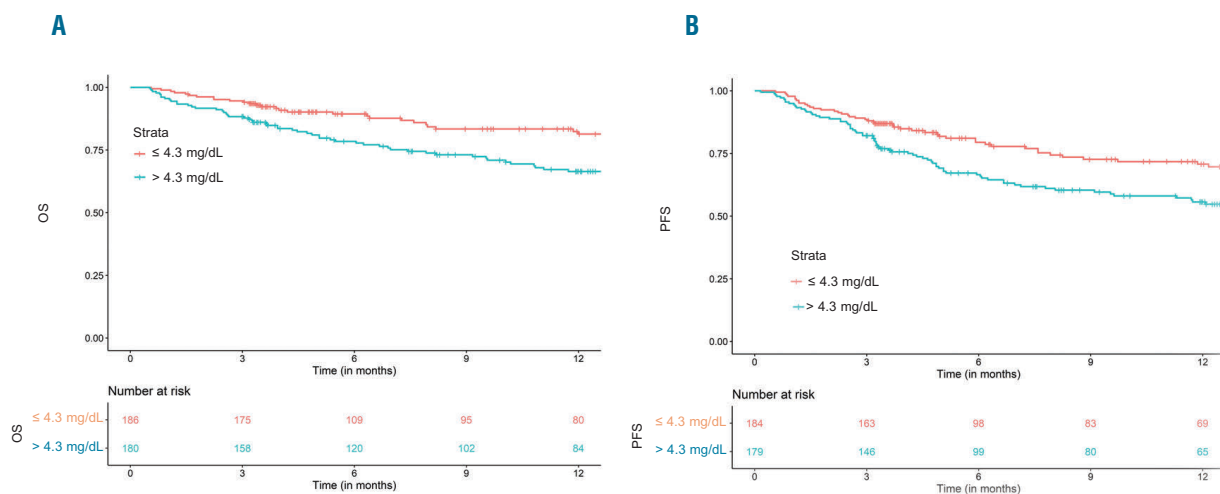 A
OS
1.00
0.75
0.50
0.25
0.00
Strata
≤ 4.3 mg/dL
> 4.3 mg/dL
0 3 6 9 12
Time (in months)
Number at risk
OS
≤ 4.3 mg/dL 186 175 109 95 80
> 4.3 mg/dL 180 158 120 102 84
0 3 6 9 12
Time (in months)
B
PFS
1.00
0.75
0.50
0.25
0.00
Strata
≤ 4.3 mg/dL
> 4.3 mg/dL
0 3 6 9 12
Time (in months)
Number at risk
PFS
≤ 4.3 mg/dL 184 163 98 83 69
> 4.3 mg/dL 179 146 99 80 65
0 3 6 9 12
Time (in months)